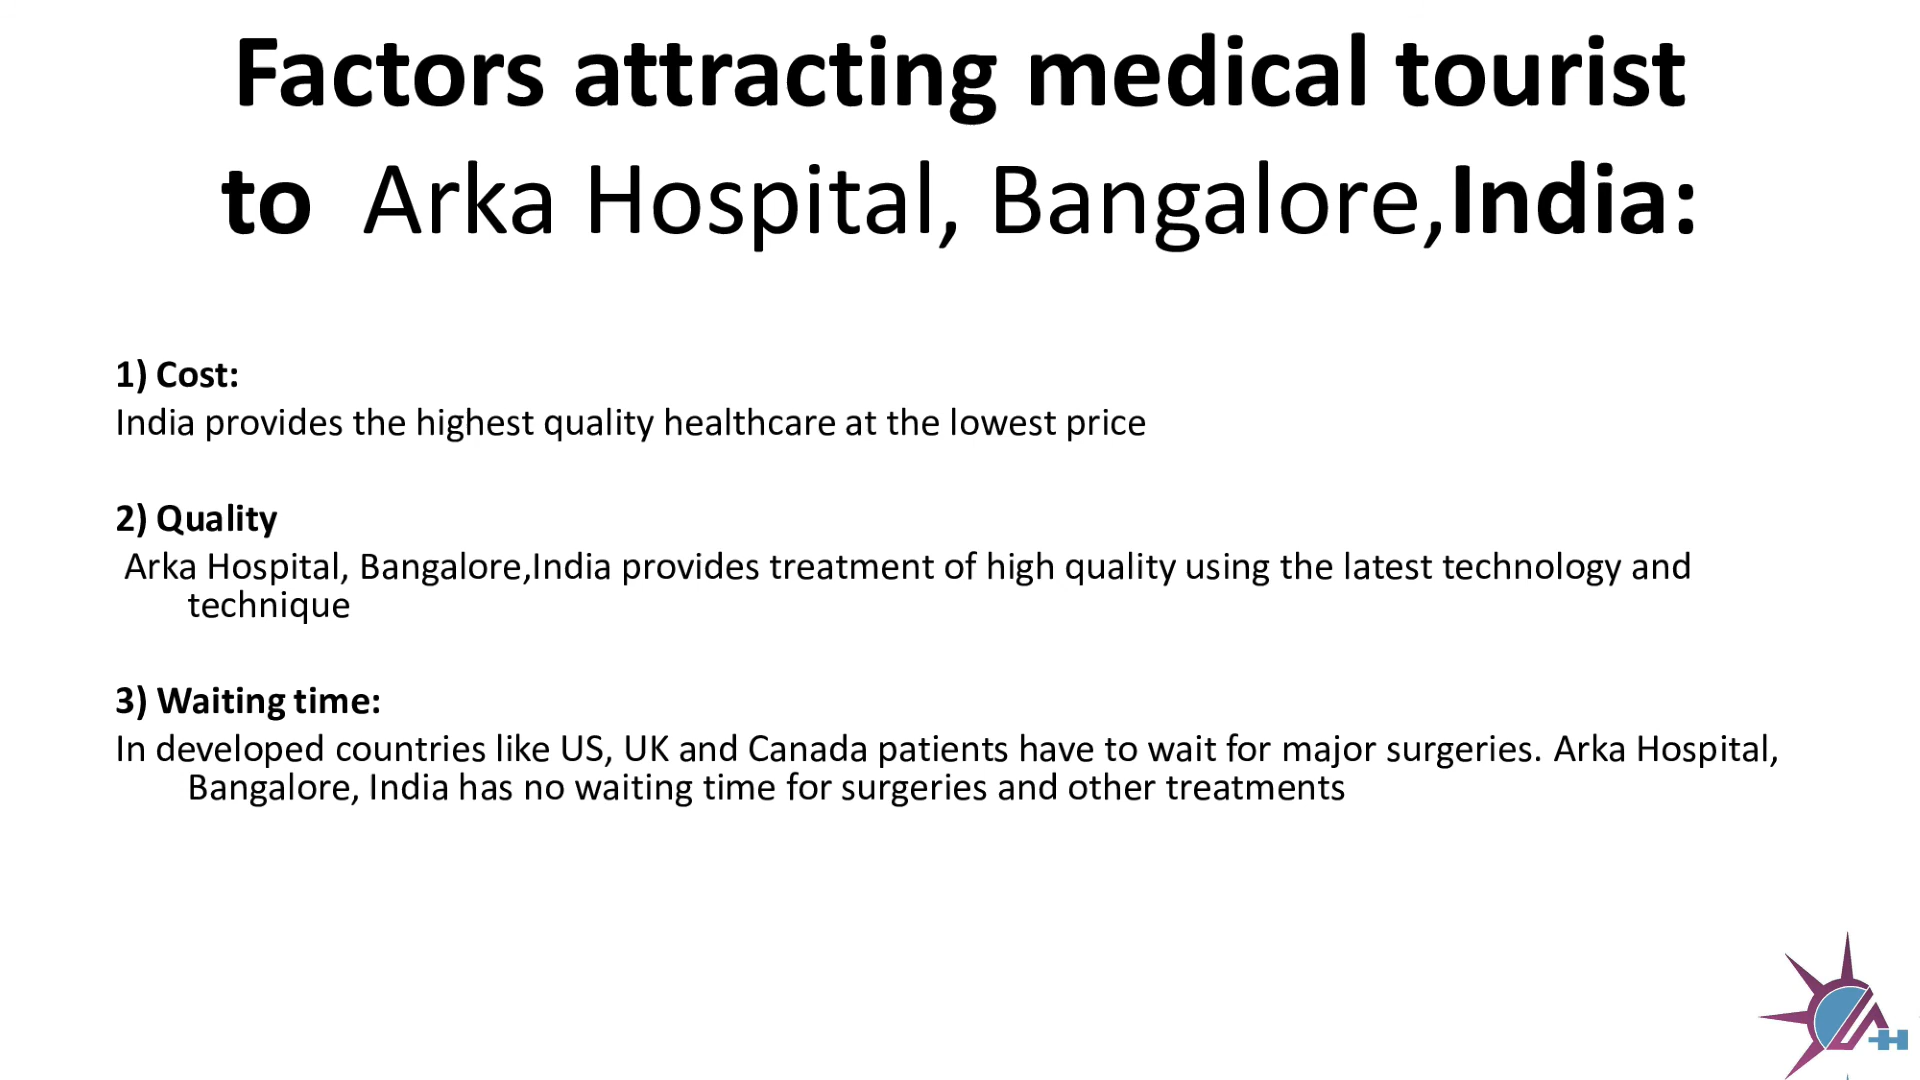 Factors attracting medical tourist
to Arka Hospital, Bangalore,India:
1) Cost:
India provides the highest quality healthcare at the lowest price
2) Quality
Arka Hospital, Bangalore,India provides treatment of high quality using the latest technology and
technique
3) Waiting time:
In developed countries like US, UK and Canada patients have to wait for major surgeries. Arka Hospital,
Bangalore, India has no waiting time for surgeries and other treatments